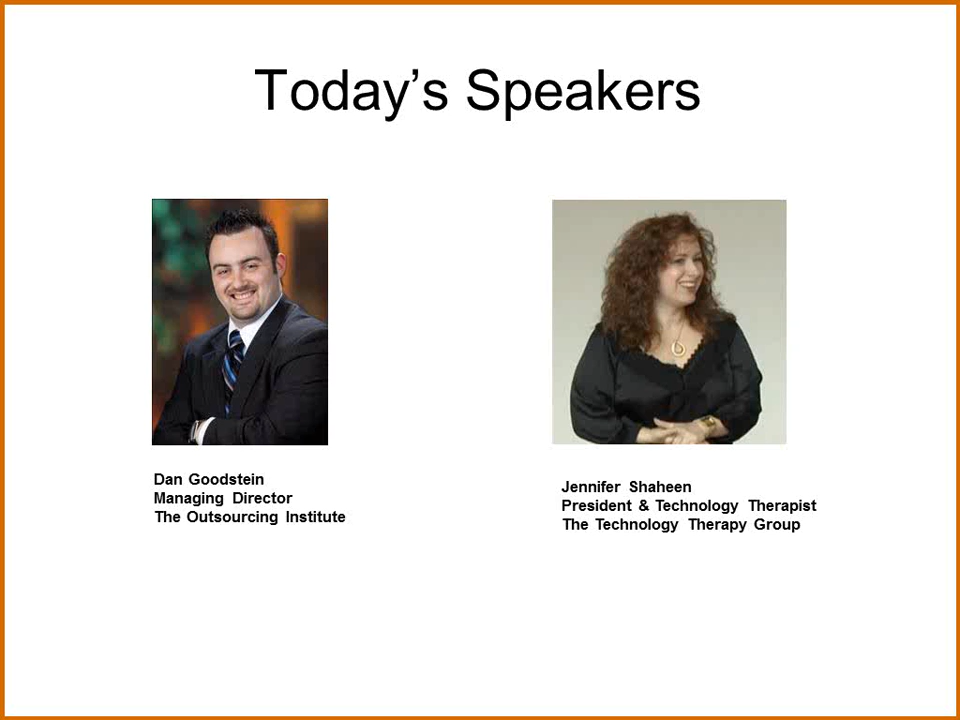 Today’s Speakers
Dan Goodstein
Managing Director
The Outsourcing Institute
Jennifer Shaheen
President & Technology Therapist
The Technology Therapy Group